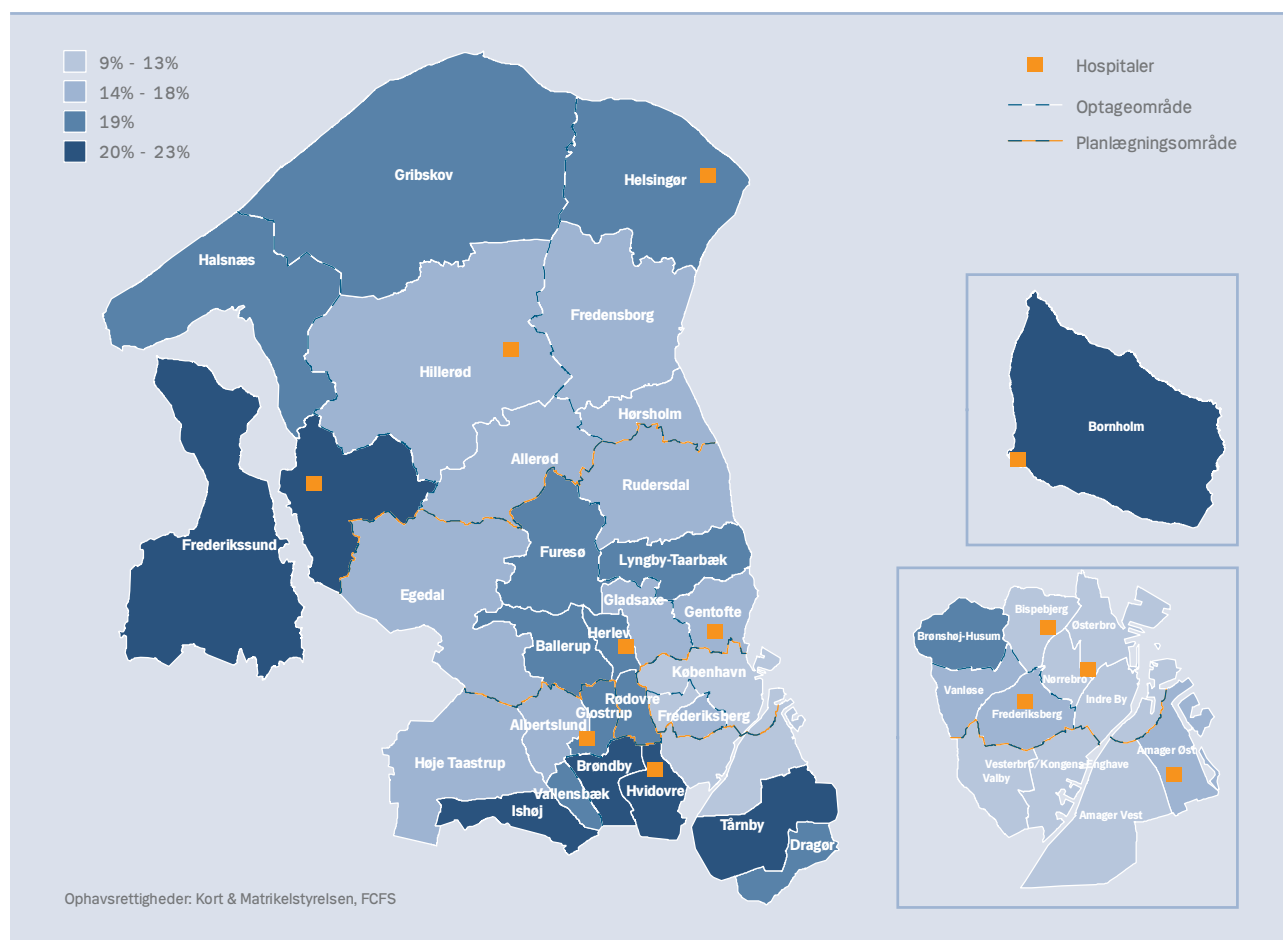 9% - 13%
14% - 18%
19%
20% - 23%
Hospitaler
Optageområde
Planlægningsområde
Gribskov
Helsingør
Halsnæs
Fredensborg
Hillerød
Hørsholm
Allerød
Rudersdal
Frederikssund
Furesø
Lyngby-Taarbæk
Egedal
Gladsaxe
Gentofte
Herlev
Ballerup
København
Rødovre
Glostrup
Frederiksberg
Albertslund
Høje Taastrup
Brøndby
Vallensbæk
Hvidovre
Ishøj
Tårnby
Dragør
Bornholm
Bispebjerg
Østerbro
Brønshøj-Husum
Nørrebro
Vanløse
Indre By
Frederiksberg
Amager Øst
Vesterbro/Kongens Enghave
Valby
Amager Vest
Ophavsrettigheder: Kort & Matrikelstyrelsen, FCFS